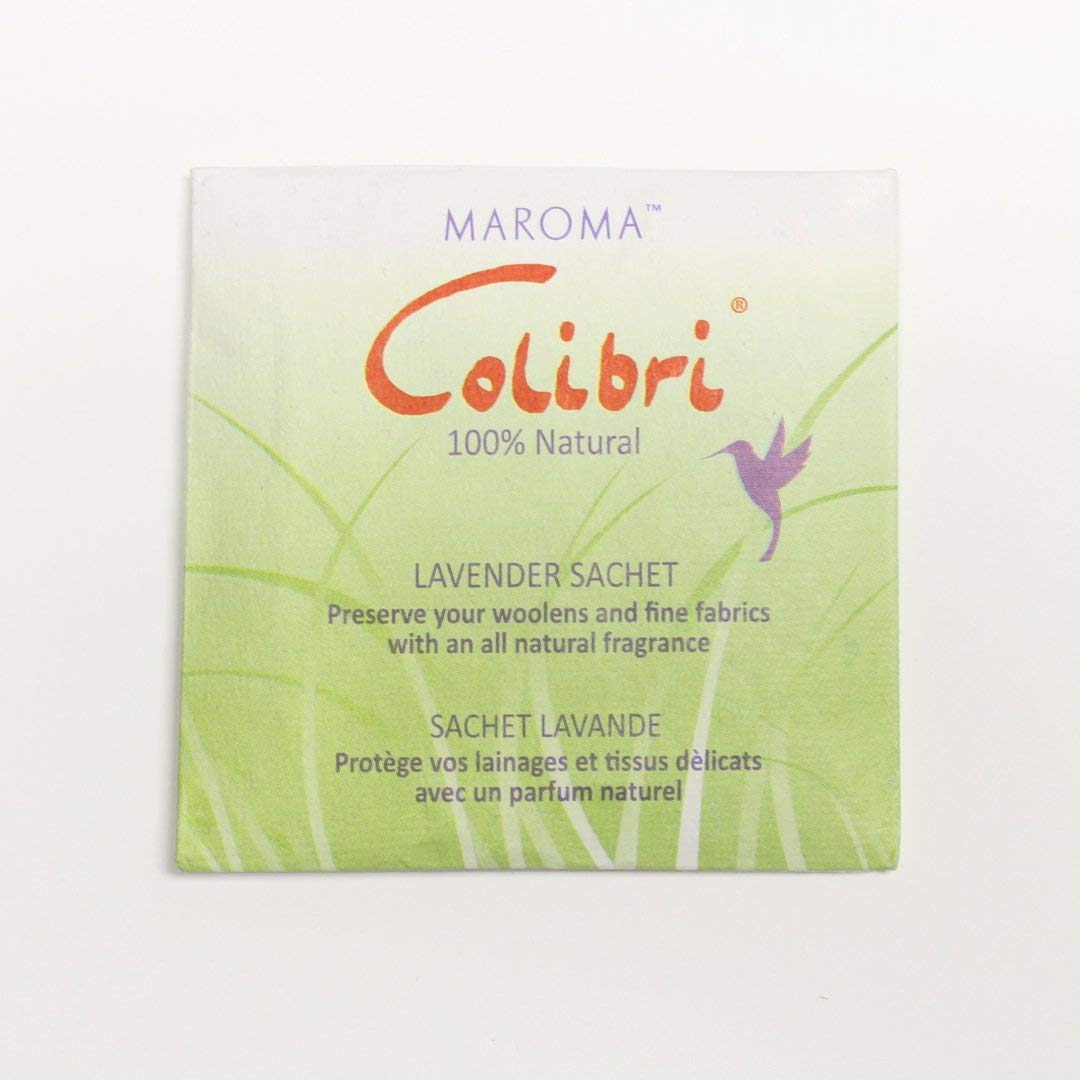 MAROMA™
Colibri®
100% Natural
LAVENDER SACHET
Preserve your woolens and fine fabrics
with an all natural fragrance
SACHET LAVANDE
Protège vos lainages et tissus dèlicats
avec un parfum naturel